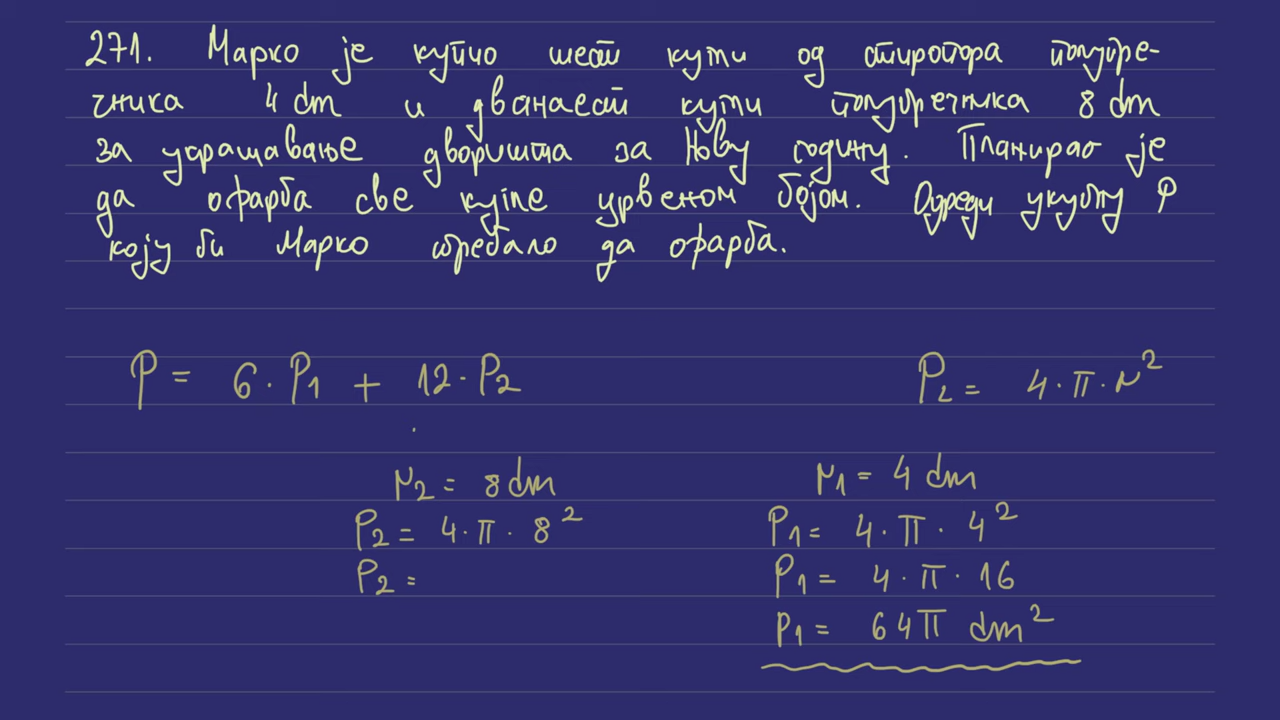 271. Марко је купио шест кугли од стиропора полупре-
чника 4 dm и дванаест кугли полупречника 8 dm
за украшавање дворишта за Нову годину. Планирао је
да офарба све кугле црвеном бојом. Одреди укупну P
коју би Марко требало да офарба.
P = 6 · P₁ + 12 · P₂
P₂ = 4 · π · r²
r₂ = 8 dm
P₂ = 4 · π · 8²
P₂ =
r₁ = 4 dm
P₁ = 4 · π · 4²
P₁ = 4 · π · 16
P₁ = 64π dm²